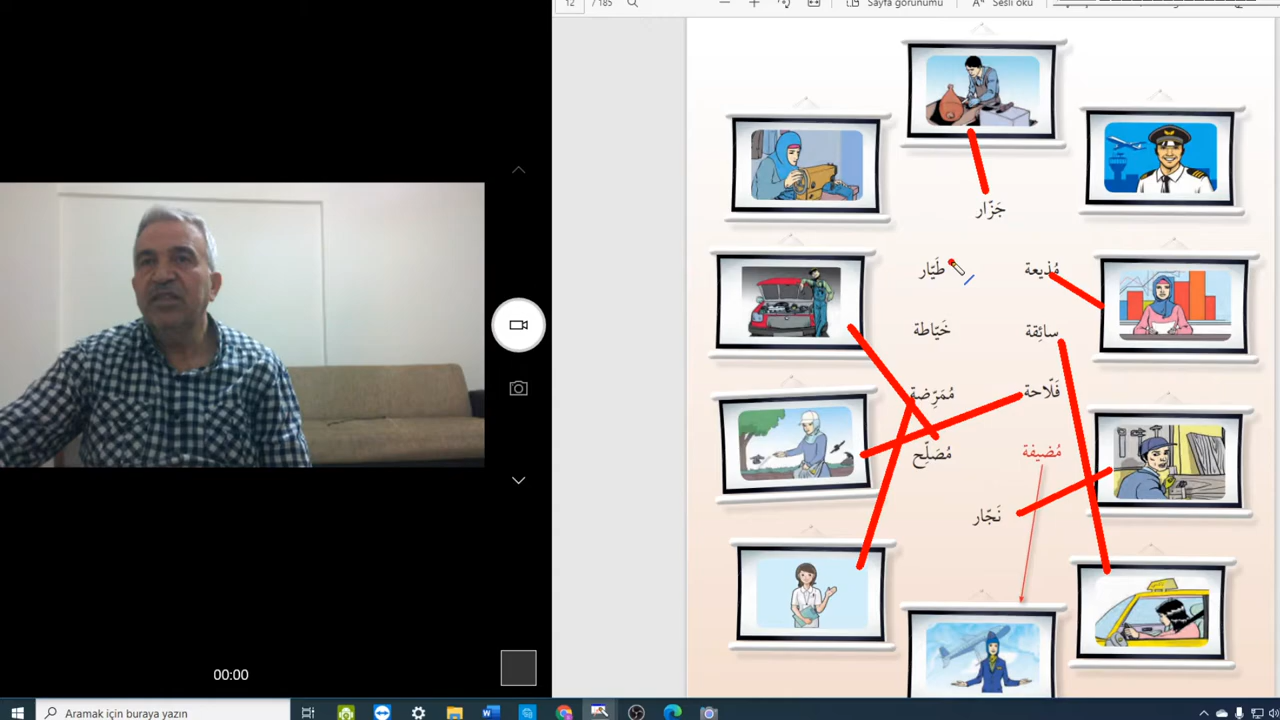 12 / 185
Sayfa görünümü
Sesli oku
جَزّار
مُذيعة طَيّار
سائِقة خَيّاطة
فَلّاحة مُمَرِّضة
مُضيفة مُصَلِّح
نَجّار
00:00
Aramak için buraya yazın